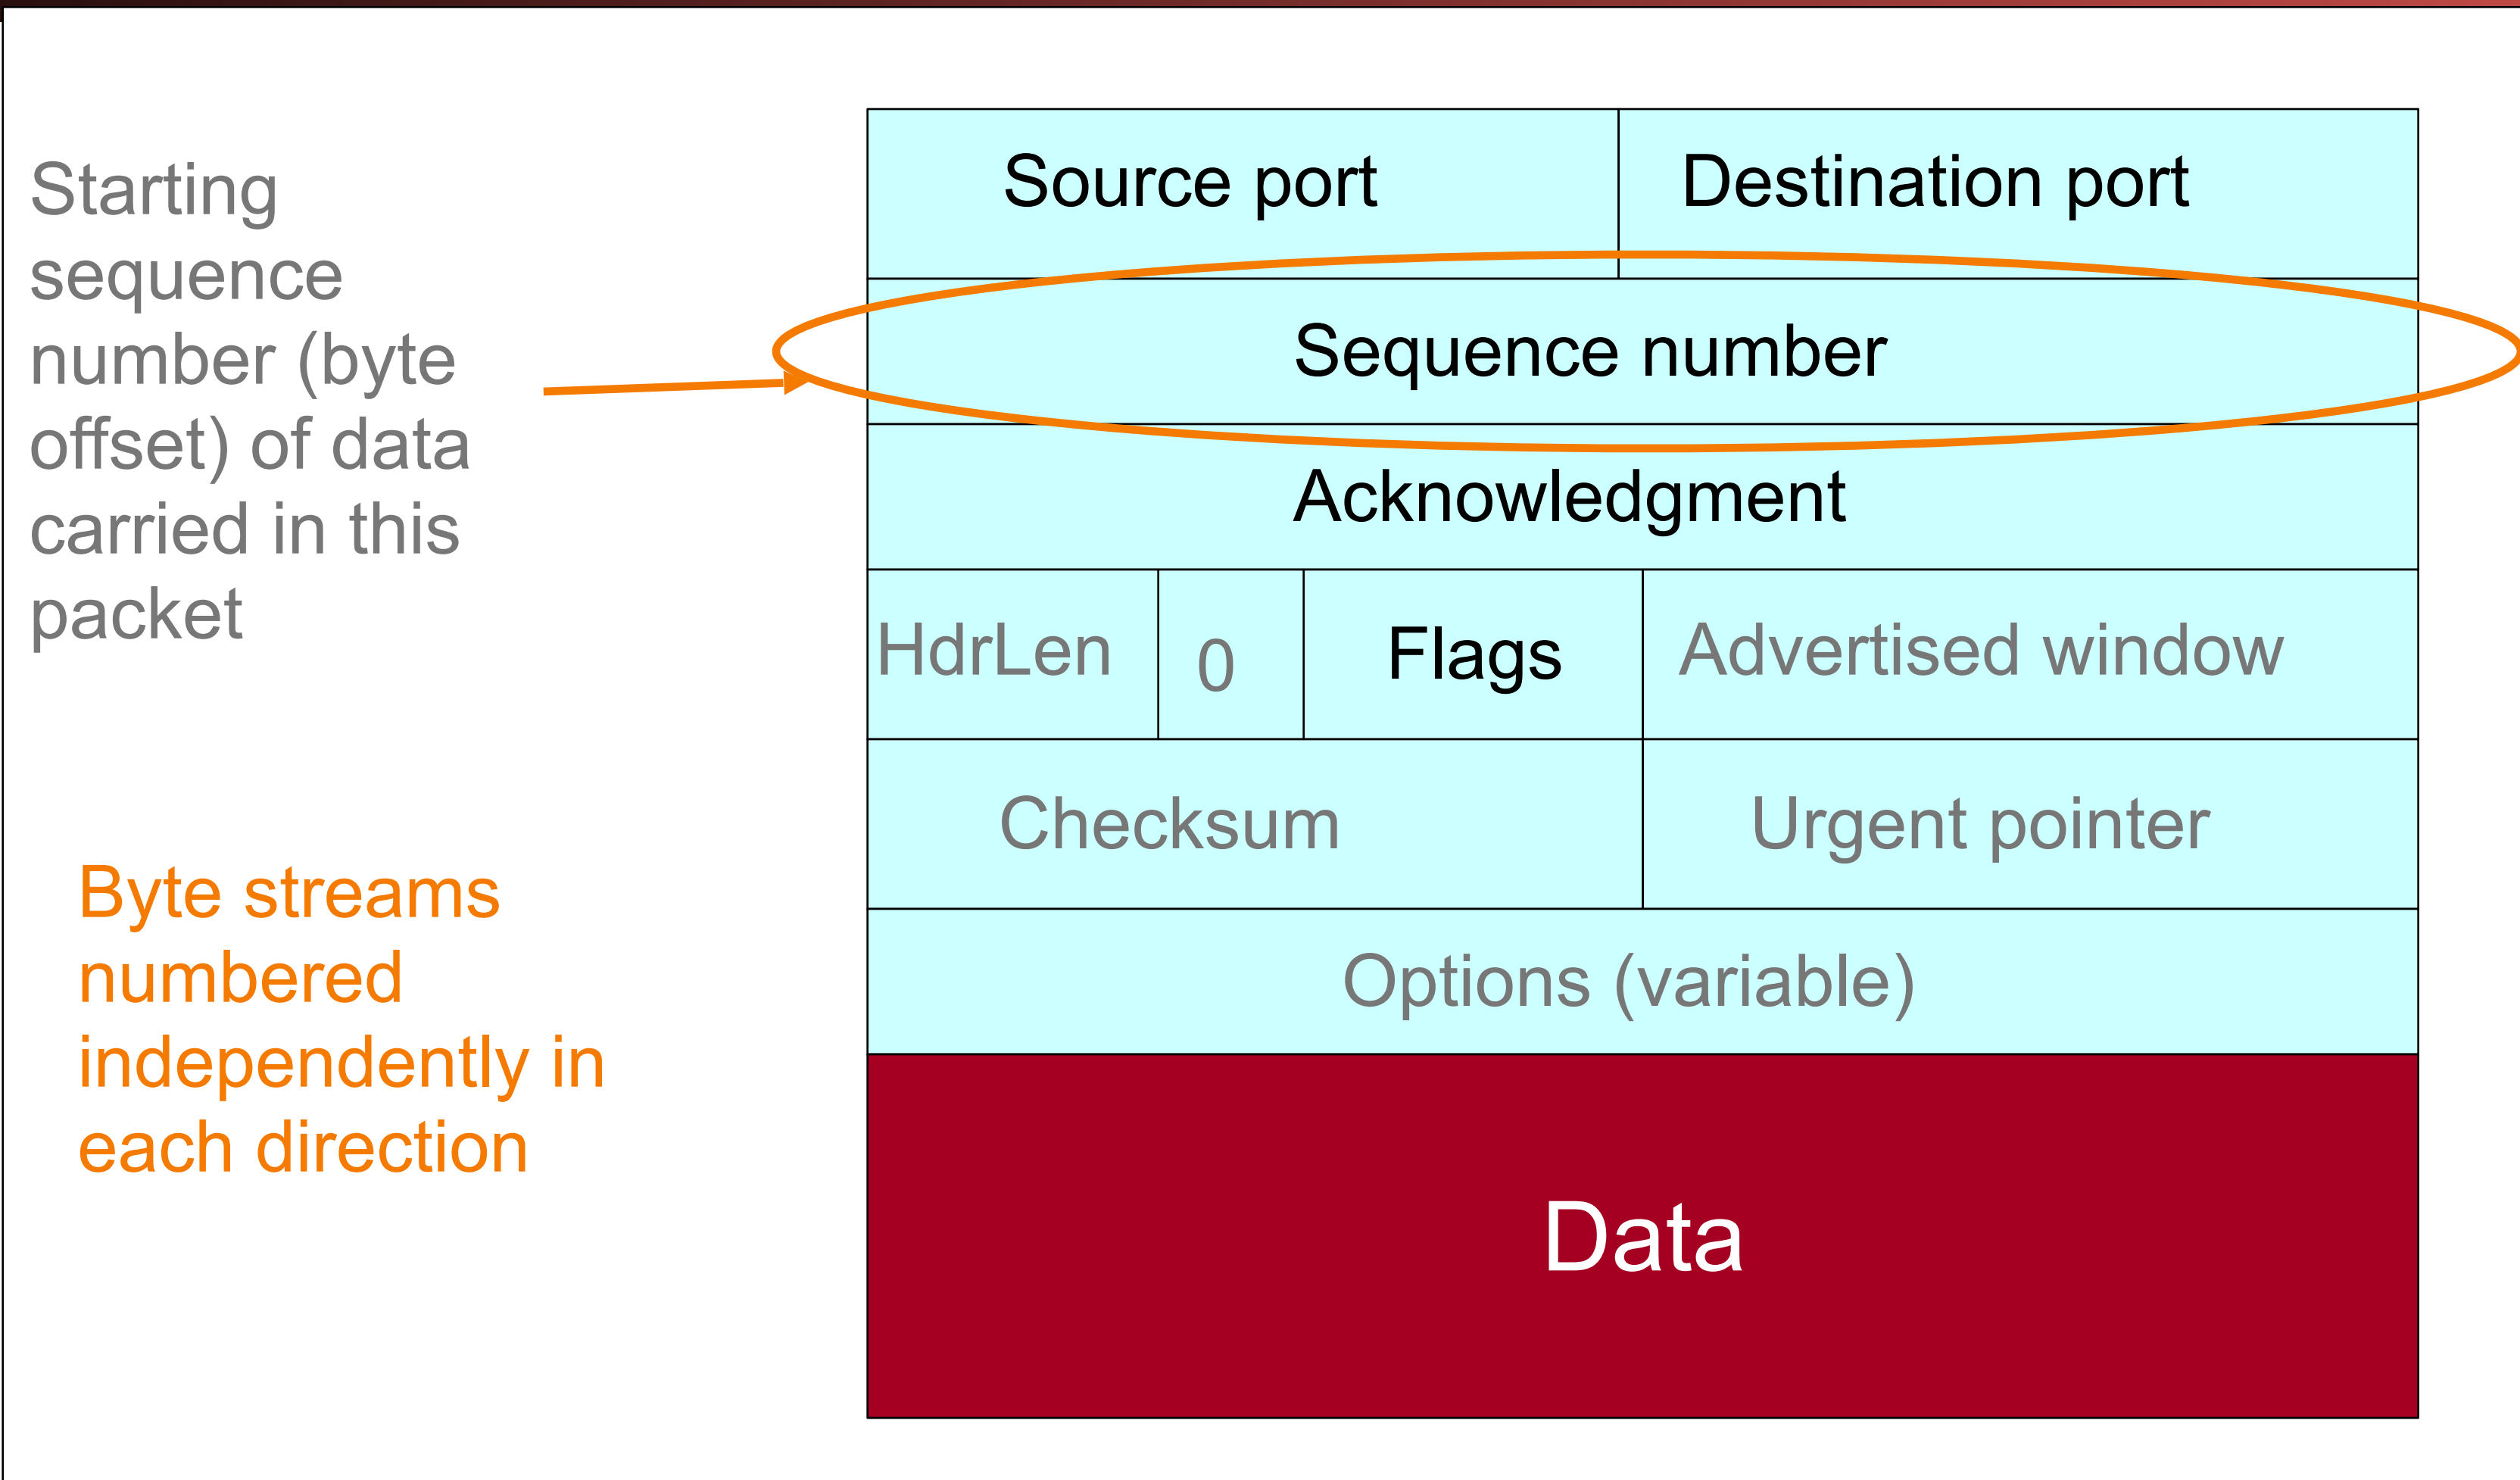 Starting
sequence
number (byte
offset) of data
carried in this
packet
Byte streams
numbered
independently in
each direction
Source port
Destination port
Sequence number
Acknowledgment
HdrLen
0
Flags
Advertised window
Checksum
Urgent pointer
Options (variable)
Data